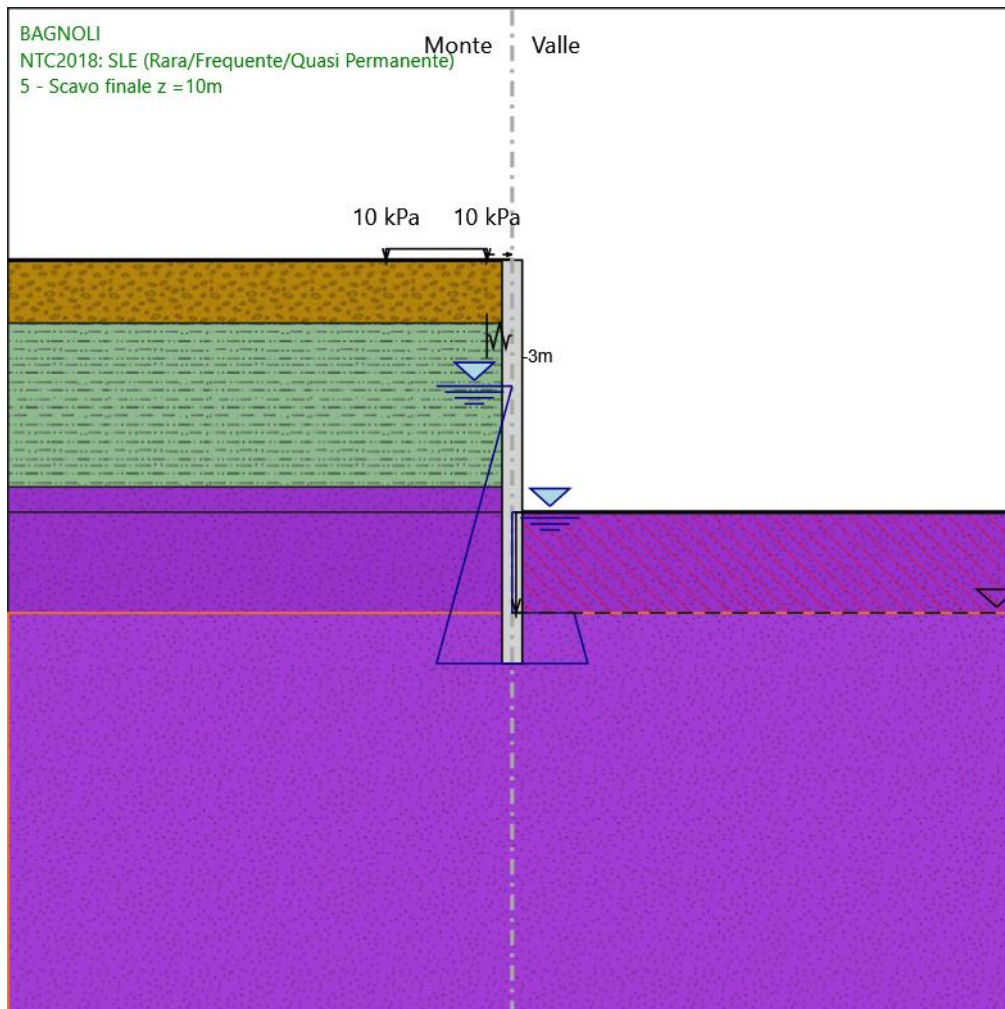 BAGNOLI
NTC2018: SLE (Rara/Frequente/Quasi Permanente)
5 - Scavo finale z =10m
Monte
Valle
10 kPa
10 kPa
-3m